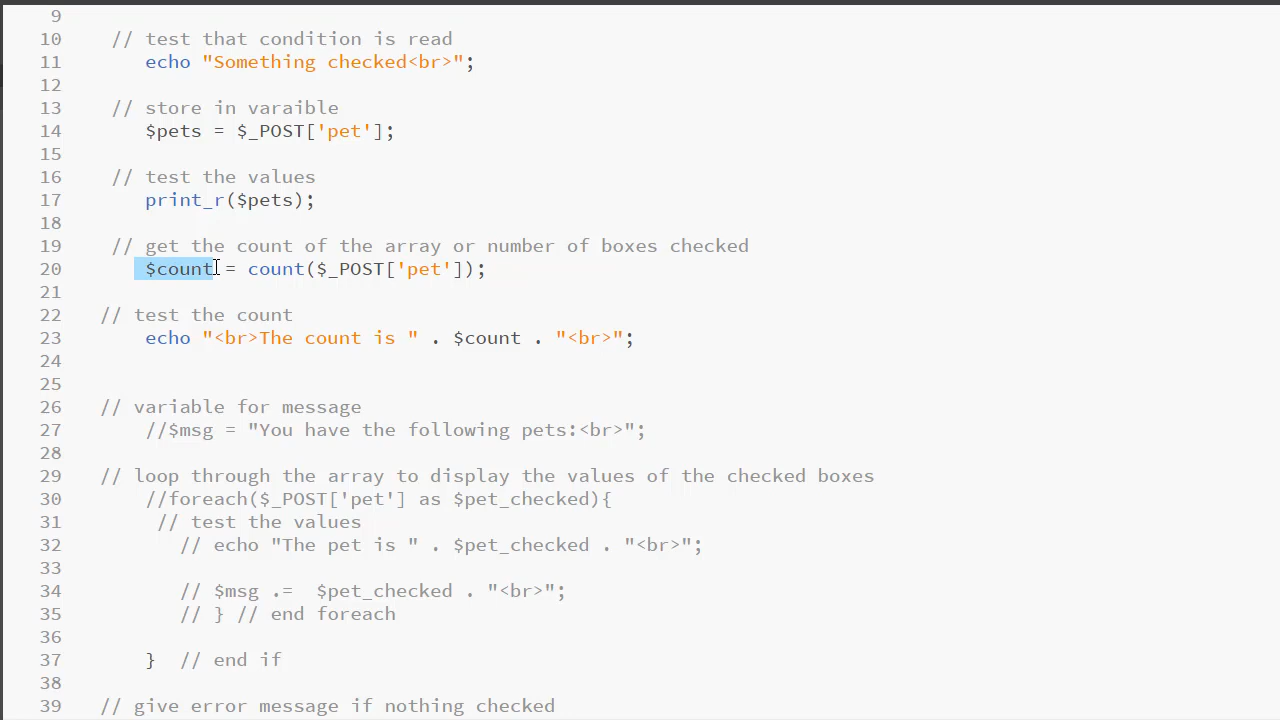 9
10 // test that condition is read
11 echo "Something checked<br>";
12
13 // store in varaible
14 $pets = $_POST['pet'];
15
16 // test the values
17 print_r($pets);
18
19 // get the count of the array or number of boxes checked
20 $count = count($_POST['pet']);
21
22 // test the count
23 echo "<br>The count is " . $count . "<br>";
24
25
26 // variable for message
27 //$msg = "You have the following pets:<br>";
28
29 // loop through the array to display the values of the checked boxes
30 //foreach($_POST['pet'] as $pet_checked){
31 // test the values
32 // echo "The pet is " . $pet_checked . "<br>";
33
34 // $msg .=  $pet_checked . "<br>";
35 // } // end foreach
36
37 }  // end if
38
39 // give error message if nothing checked